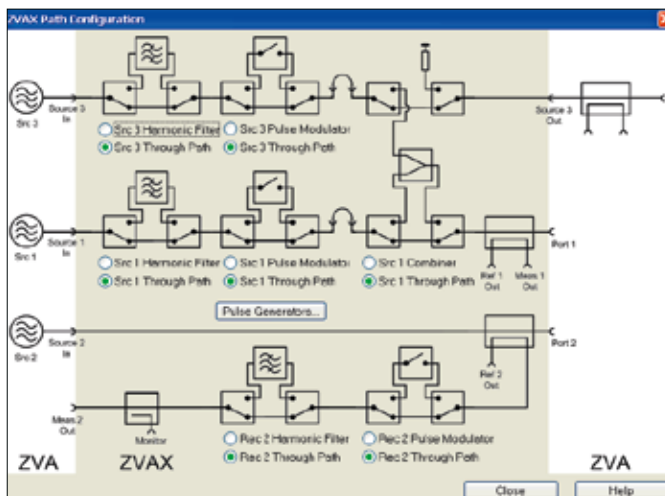 ZVAX Path Configuration
Src 3
Source 3
In
Src 3 Harmonic Filter
Src 3 Pulse Modulator
Src 3 Through Path
Src 3 Through Path
Source 3
Out
Src 1
Source 1
In
Src 1 Harmonic Filter
Src 1 Pulse Modulator
Src 1 Combiner
Src 1 Through Path
Src 1 Through Path
Src 1 Through Path
Ref 1
Out
Meas.1
Out
Port 1
Pulse Generators...
Src 2
Source 2
In
Ref 2
Out
Port 2
Meas.2
Out
Monitor
Rec 2 Harmonic Filter
Rec 2 Pulse Modulator
Rec 2 Through Path
Rec 2 Through Path
ZVA
ZVAX
ZVA
Close
Help